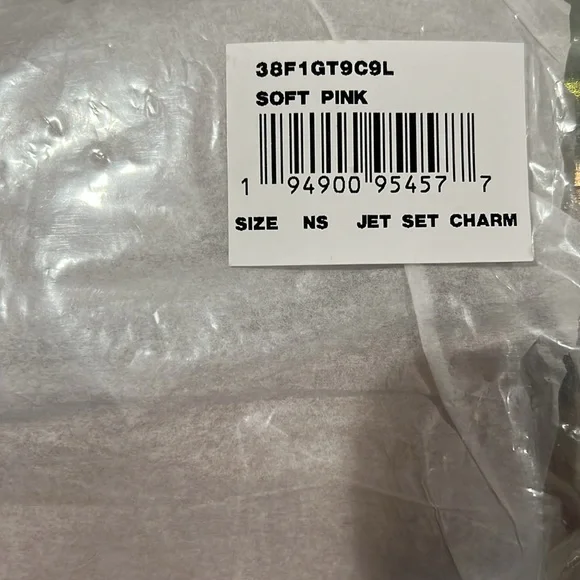 38F1GT9C9L
SOFT PINK
1 94900 95457 7
SIZE NS JET SET CHARM